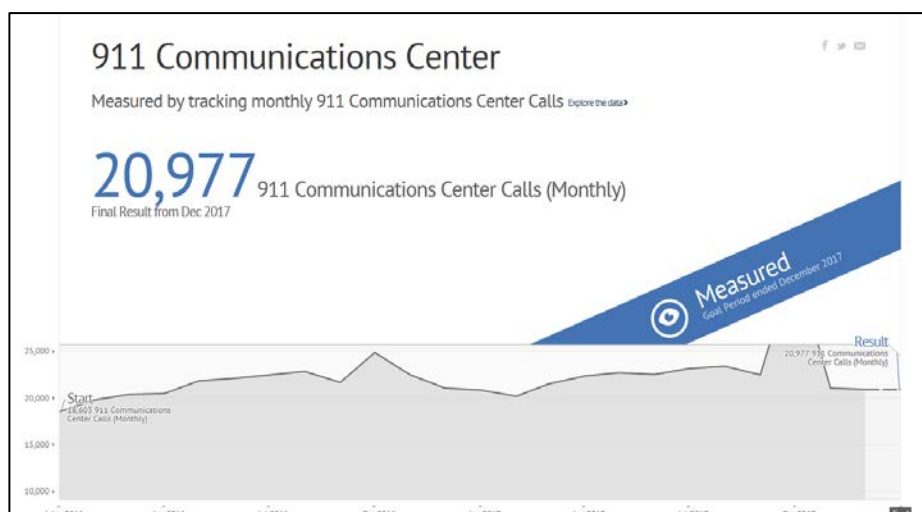 911 Communications Center
Measured by tracking monthly 911 Communications Center Calls Explore the data›
20,977 911 Communications Center Calls (Monthly)
Final Result from Dec 2017
Measured
Goal Period ended December 2017
25,000
20,000
15,000
10,000
Start
18,603 911 Communications
Center Calls (Monthly)
Result
20,977 911 Communications
Center Calls (Monthly)